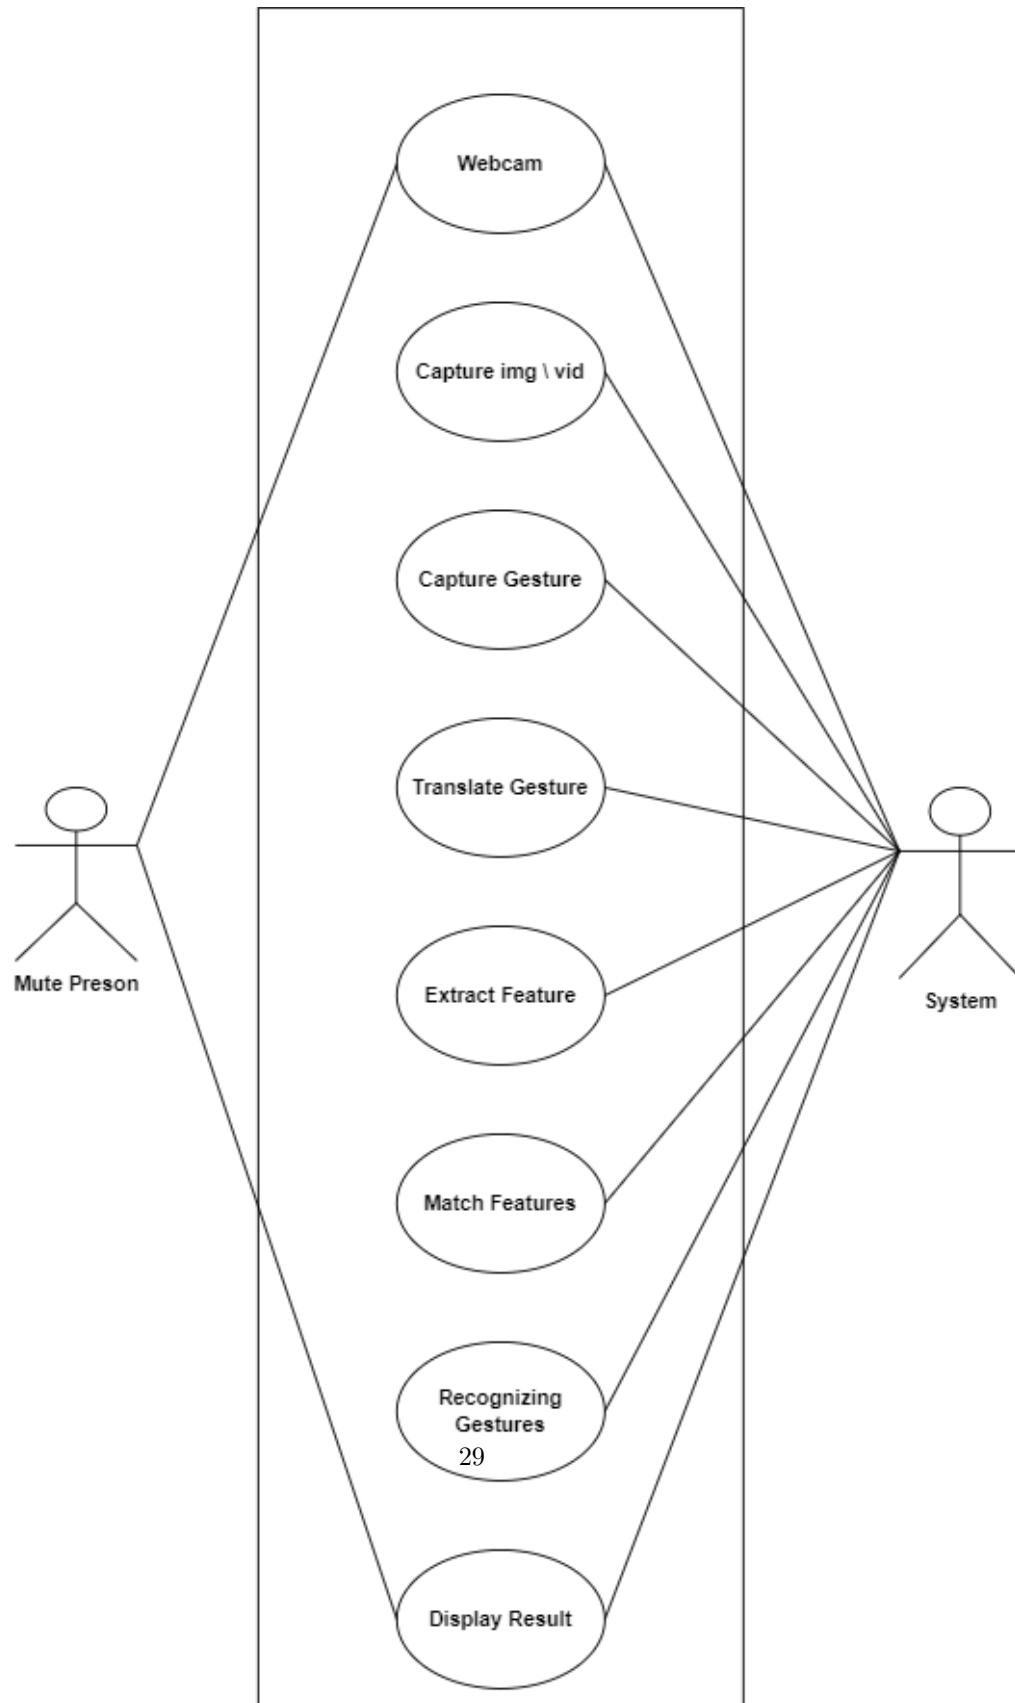 Webcam
Capture img \ vid
Capture Gesture
Translate Gesture
Mute Preson
Extract Feature
System
Match Features
Recognizing
Gestures
29
Display Result